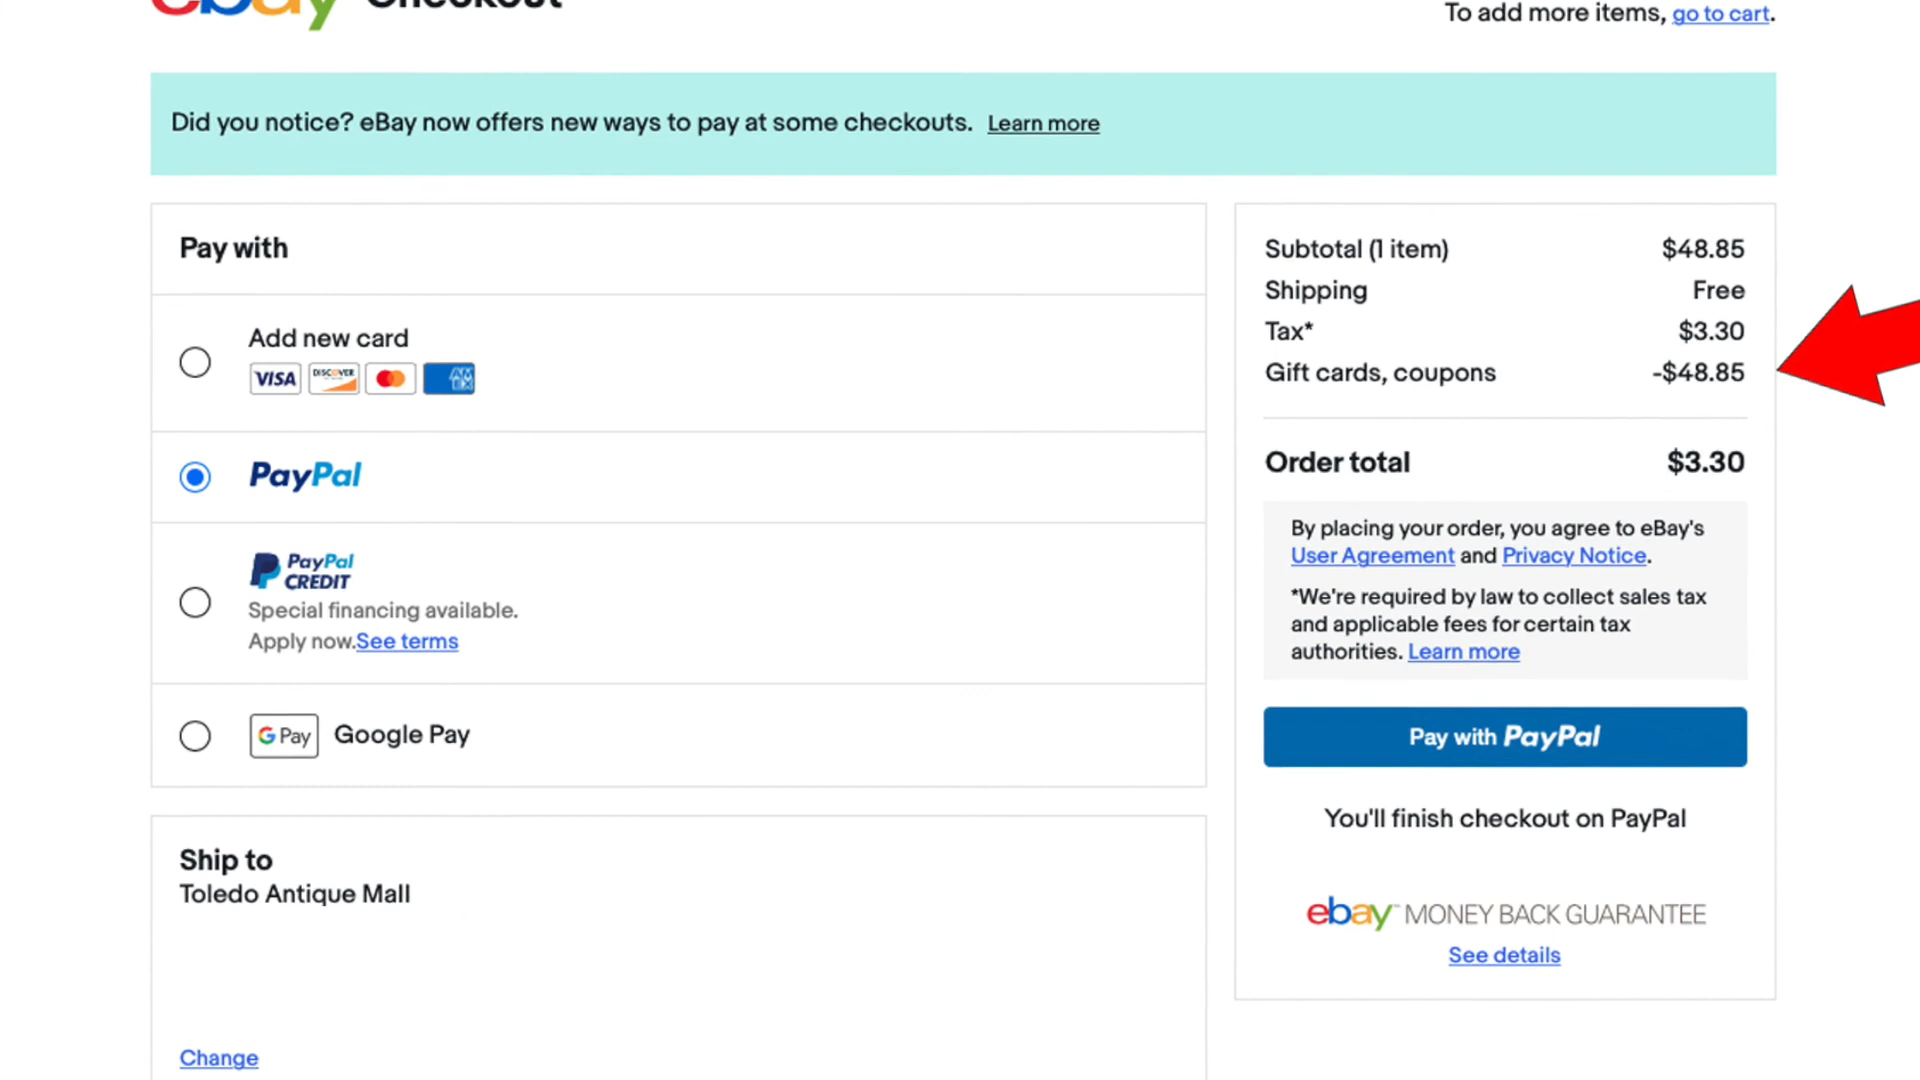 ebay Checkout
To add more items, go to cart.
Did you notice? eBay now offers new ways to pay at some checkouts. Learn more
Pay with
Add new card
VISA DISCOVER AMEX
PayPal
PayPal
CREDIT
Special financing available.
Apply now.See terms
G Pay Google Pay
Ship to
Toledo Antique Mall
Change
Subtotal (1 item) $48.85
Shipping Free
Tax* $3.30
Gift cards, coupons -$48.85
Order total $3.30
By placing your order, you agree to eBay's
User Agreement and Privacy Notice.
*We're required by law to collect sales tax
and applicable fees for certain tax
authorities. Learn more
Pay with PayPal
You'll finish checkout on PayPal
ebay™ MONEY BACK GUARANTEE
See details